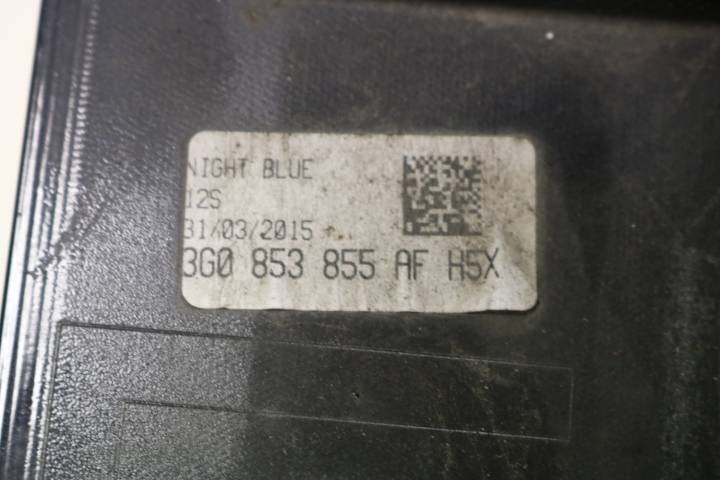 NIGHT BLUE
12S
31/03/2015
3G0 853 855 AF H5X